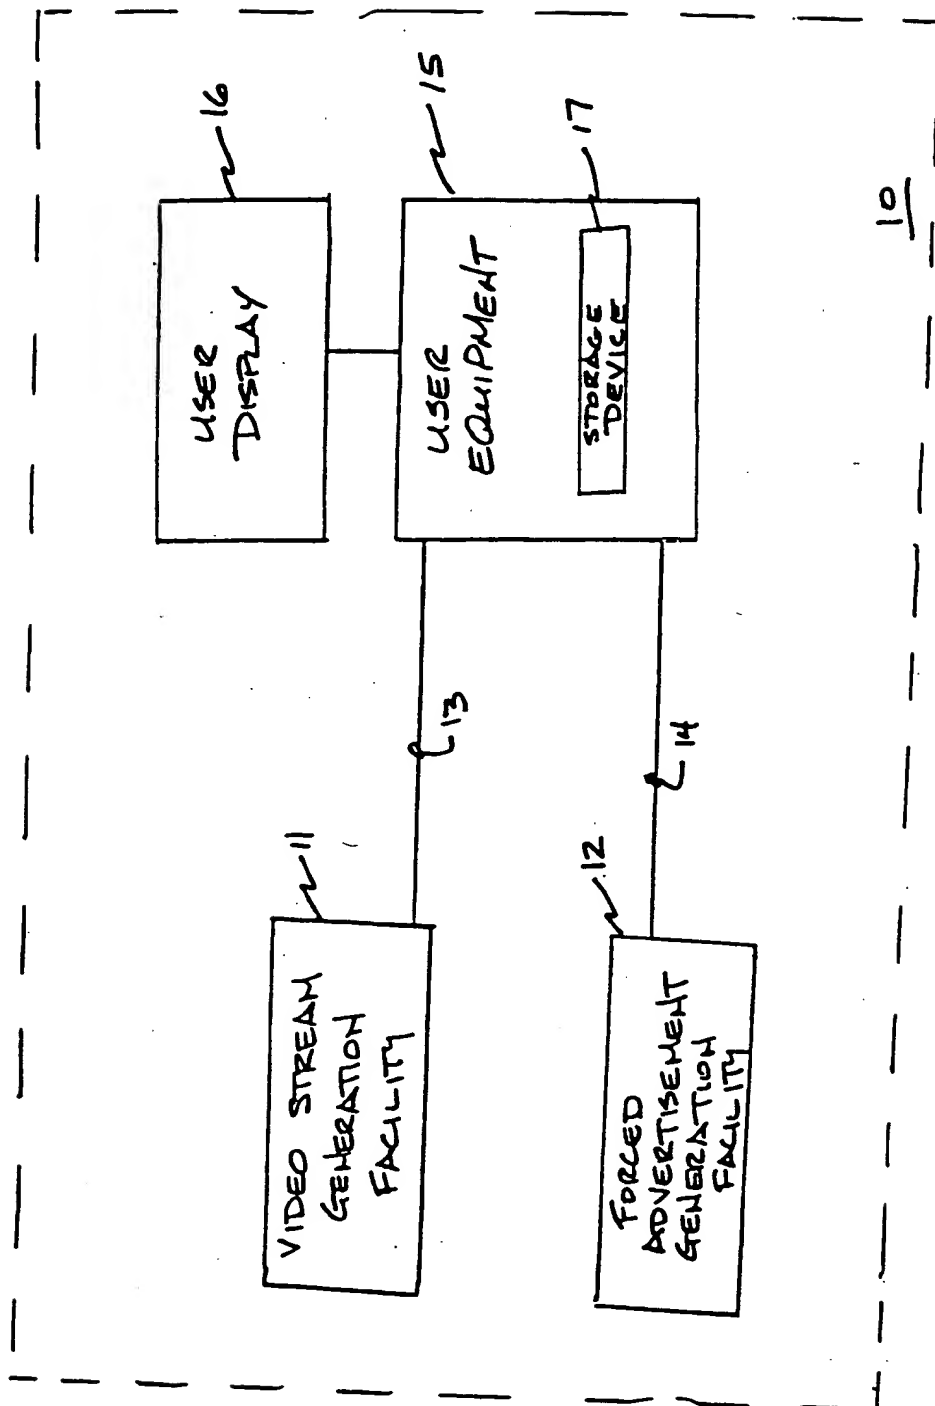 VIDEO STREAM
GENERATION
FACILITY
11
13
USER
DISPLAY
16
USER
EQUIPMENT
15
STORAGE
DEVICE
17
FORCED
ADVERTISEMENT
GENERATION
FACILITY
12
14
10